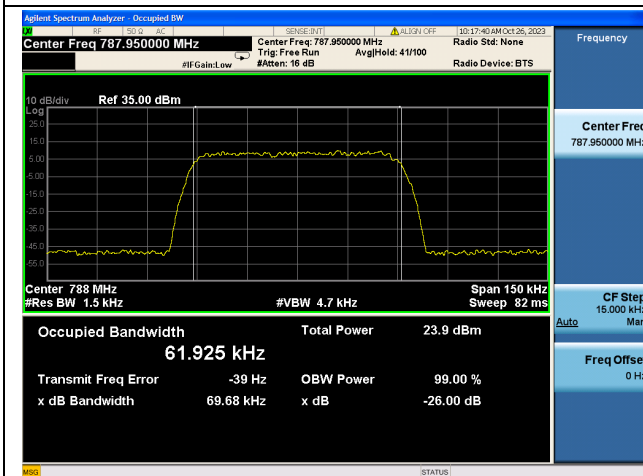 Agilent Spectrum Analyzer - Occupied BW
LXI RF 50 Ω AC SENSE:INT ALIGN OFF 10:17:40 AM Oct 26, 2023
Center Freq 787.950000 MHz Center Freq: 787.950000 MHz Radio Std: None
Trig: Free Run Avg|Hold: 41/100
#IFGain:Low #Atten: 16 dB Radio Device: BTS
Frequency
10 dB/div Ref 35.00 dBm
Log
25.0
15.0
5.00
-5.00
-15.0
-25.0
-35.0
-45.0
-55.0
Center Freq
787.950000 MHz
Center 788 MHz Span 150 kHz
#Res BW 1.5 kHz #VBW 4.7 kHz Sweep 82 ms
CF Step
15.000 kHz
Auto Man
Occupied Bandwidth Total Power 23.9 dBm
61.925 kHz
Transmit Freq Error -39 Hz OBW Power 99.00 %
x dB Bandwidth 69.68 kHz x dB -26.00 dB
Freq Offse
0 Hz
MSG STATUS